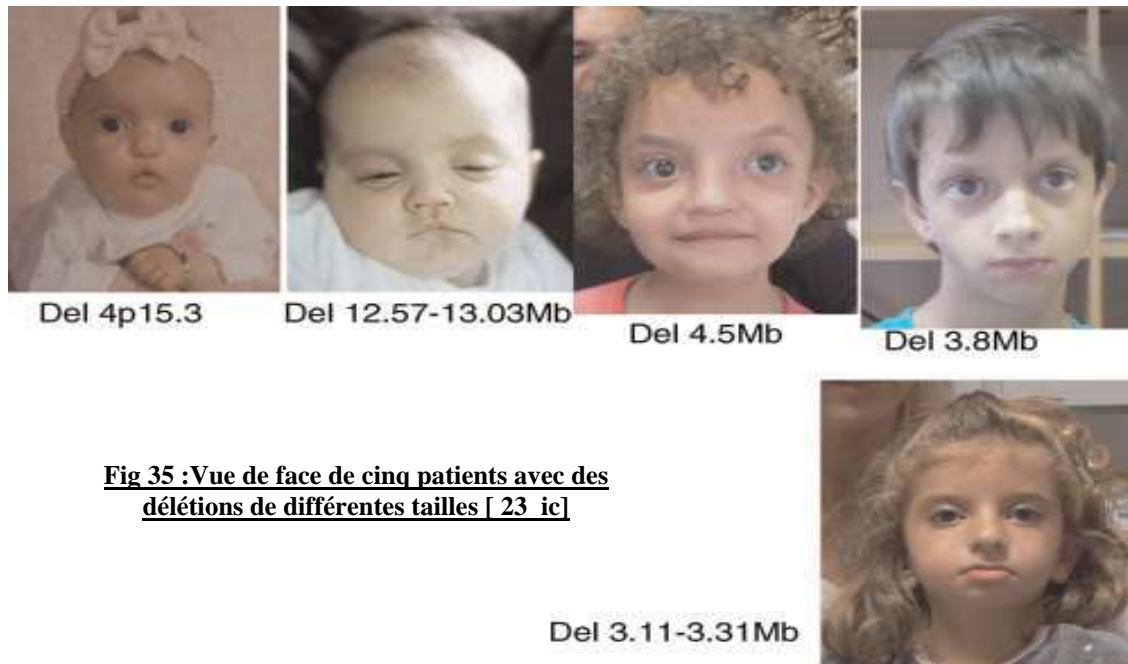 Del 4p15.3
Del 12.57-13.03Mb
Del 4.5Mb
Del 3.8Mb
Fig 35 :Vue de face de cinq patients avec des
délétions de différentes tailles [ 23 ic]
Del 3.11-3.31Mb